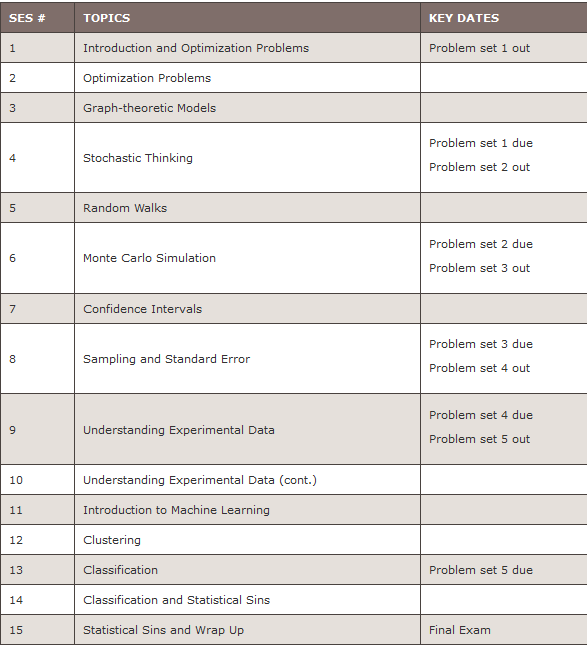 SES # TOPICS KEY DATES
1 Introduction and Optimization Problems Problem set 1 out
2 Optimization Problems
3 Graph-theoretic Models
4 Stochastic Thinking Problem set 1 due
Problem set 2 out
5 Random Walks
6 Monte Carlo Simulation Problem set 2 due
Problem set 3 out
7 Confidence Intervals
8 Sampling and Standard Error Problem set 3 due
Problem set 4 out
9 Understanding Experimental Data Problem set 4 due
Problem set 5 out
10 Understanding Experimental Data (cont.)
11 Introduction to Machine Learning
12 Clustering
13 Classification Problem set 5 due
14 Classification and Statistical Sins
15 Statistical Sins and Wrap Up Final Exam